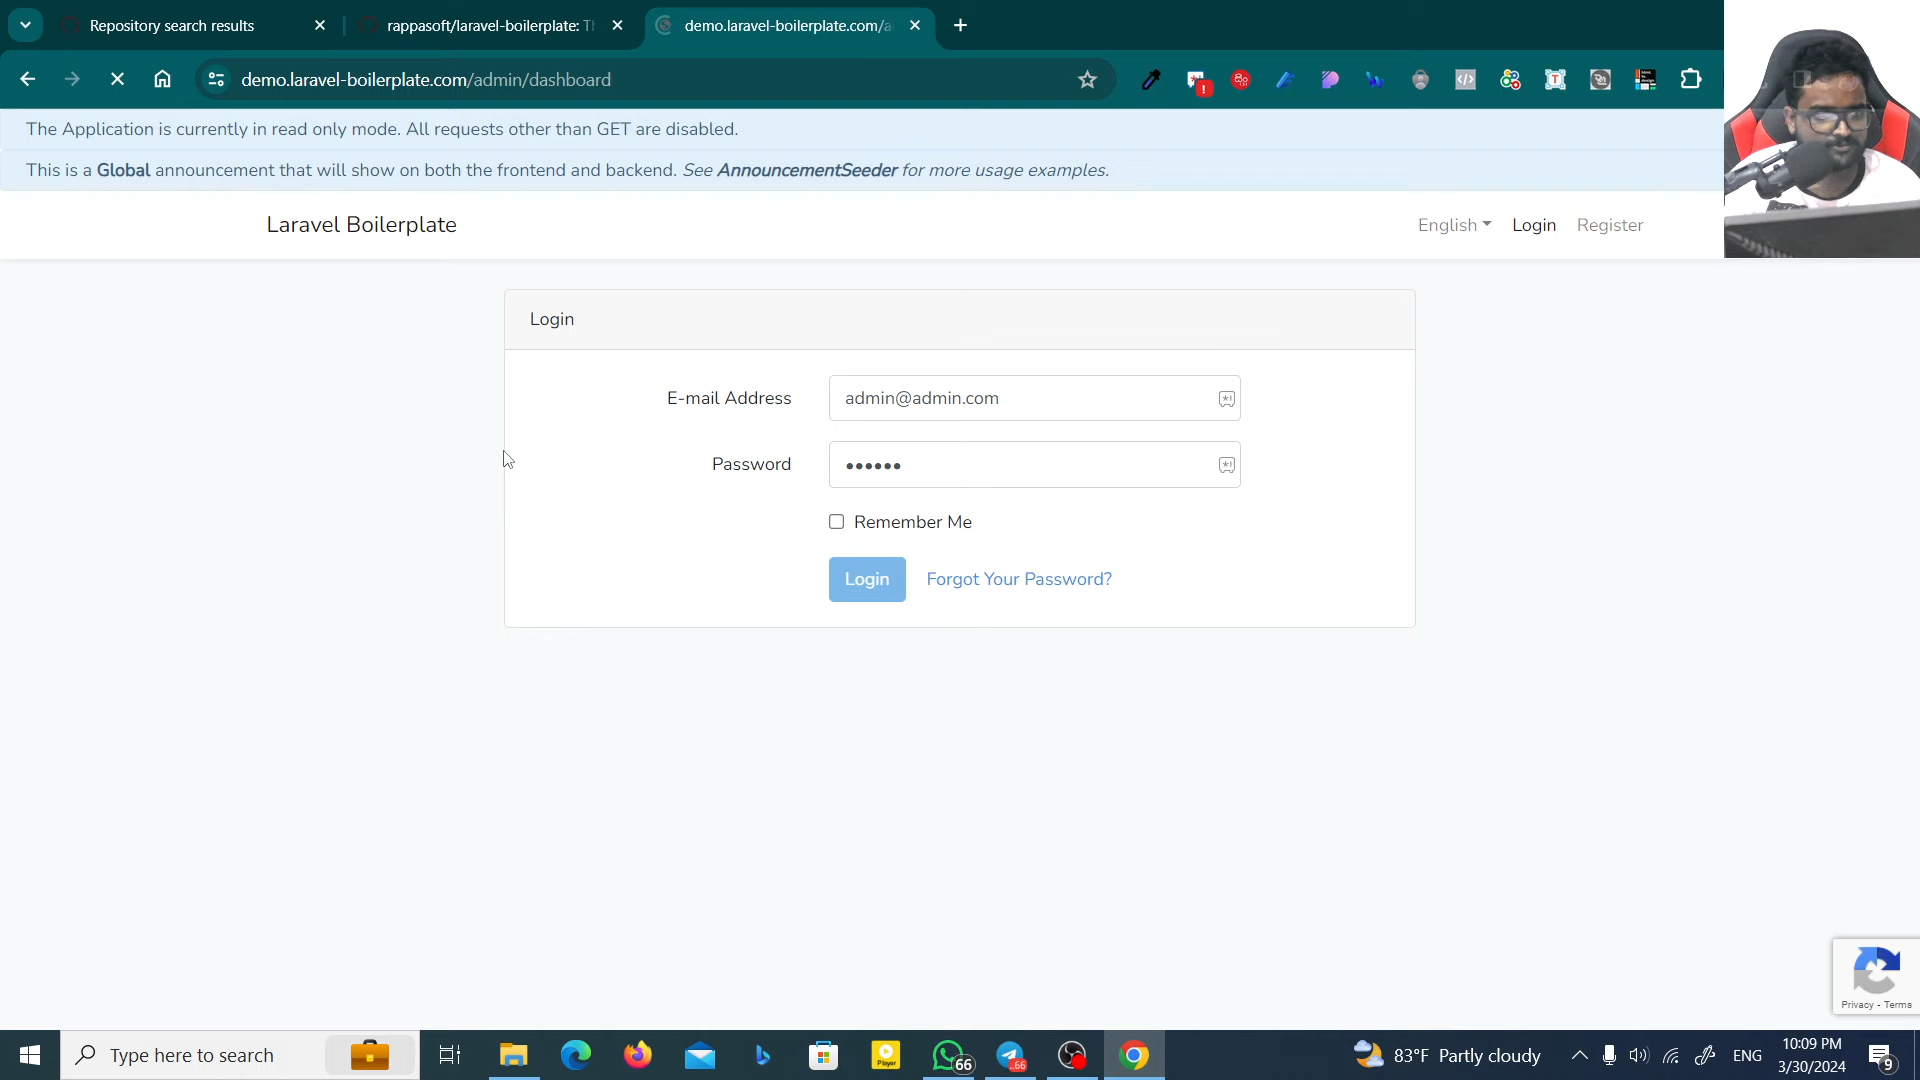 Repository search results
rappasoft/laravel-boilerplate: Th
demo.laravel-boilerplate.com/a
demo.laravel-boilerplate.com/admin/dashboard
The Application is currently in read only mode. All requests other than GET are disabled.
This is a Global announcement that will show on both the frontend and backend. See AnnouncementSeeder for more usage examples.
Laravel Boilerplate
English
Login
Register
Login
E-mail Address
admin@admin.com
Password
••••••
Remember Me
Login
Forgot Your Password?
Privacy - Terms
Type here to search
Player
66
66
83°F Partly cloudy
ENG
10:09 PM
3/30/2024
9